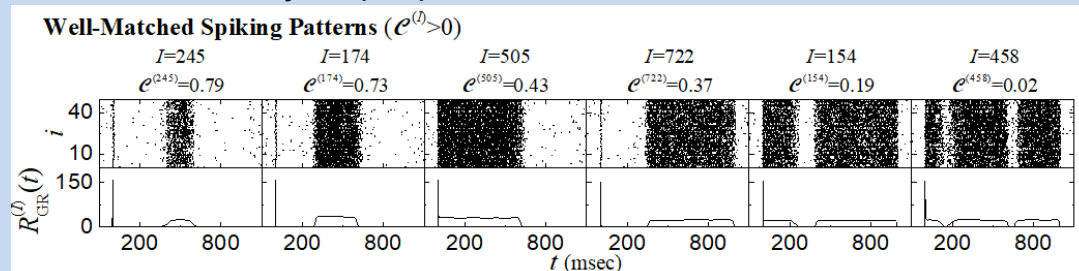 Well-Matched Spiking Patterns (𝒞^(I)>0)
I=245 I=174 I=505 I=722 I=154 I=458
𝒞^(245)=0.79 𝒞^(174)=0.73 𝒞^(505)=0.43 𝒞^(722)=0.37 𝒞^(154)=0.19 𝒞^(458)=0.02
40
i
10
150
R_GR^(I)(t)
0
200 800 200 800 200 800 200 800 200 800 200 800
t (msec)